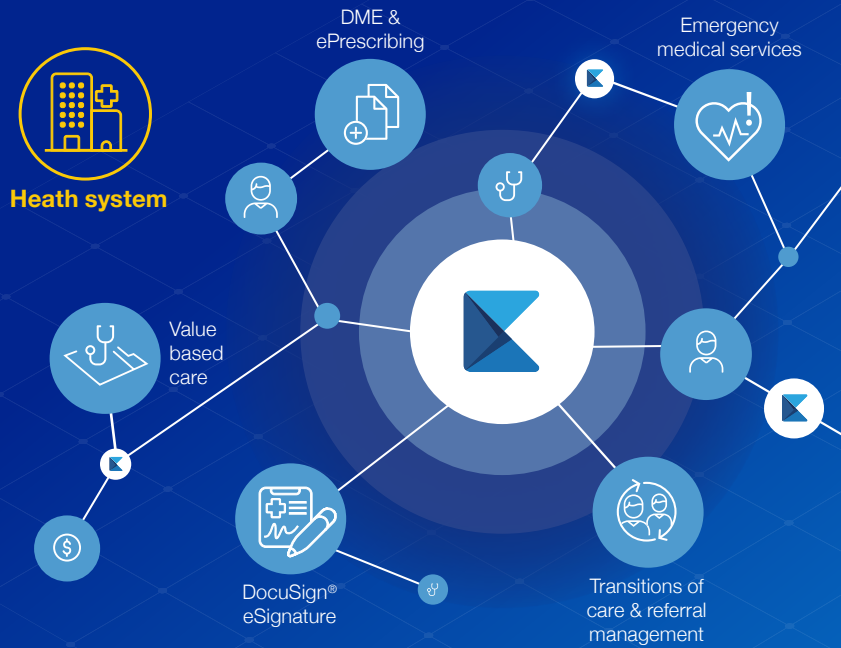 DME &
ePrescribing
Emergency
medical services
Heath system
Value
based
care
DocuSign®
eSignature
Transitions of
care & referral
management